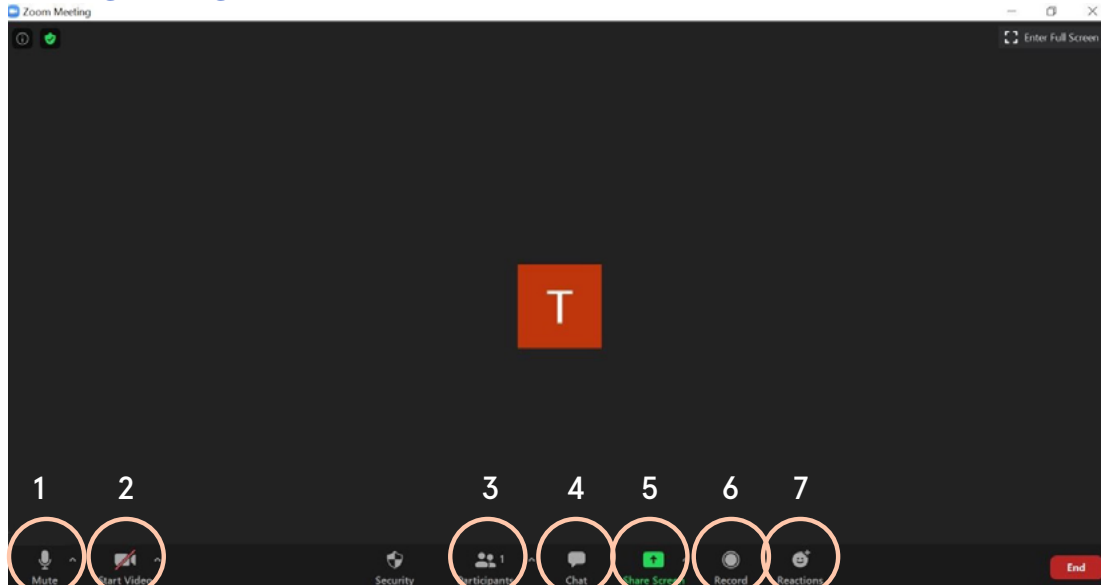 Zoom Meeting
Enter Full Screen
T
1 2 3 4 5 6 7
1
Mute Start Video Security Participants Chat Share Screen Record Reactions End